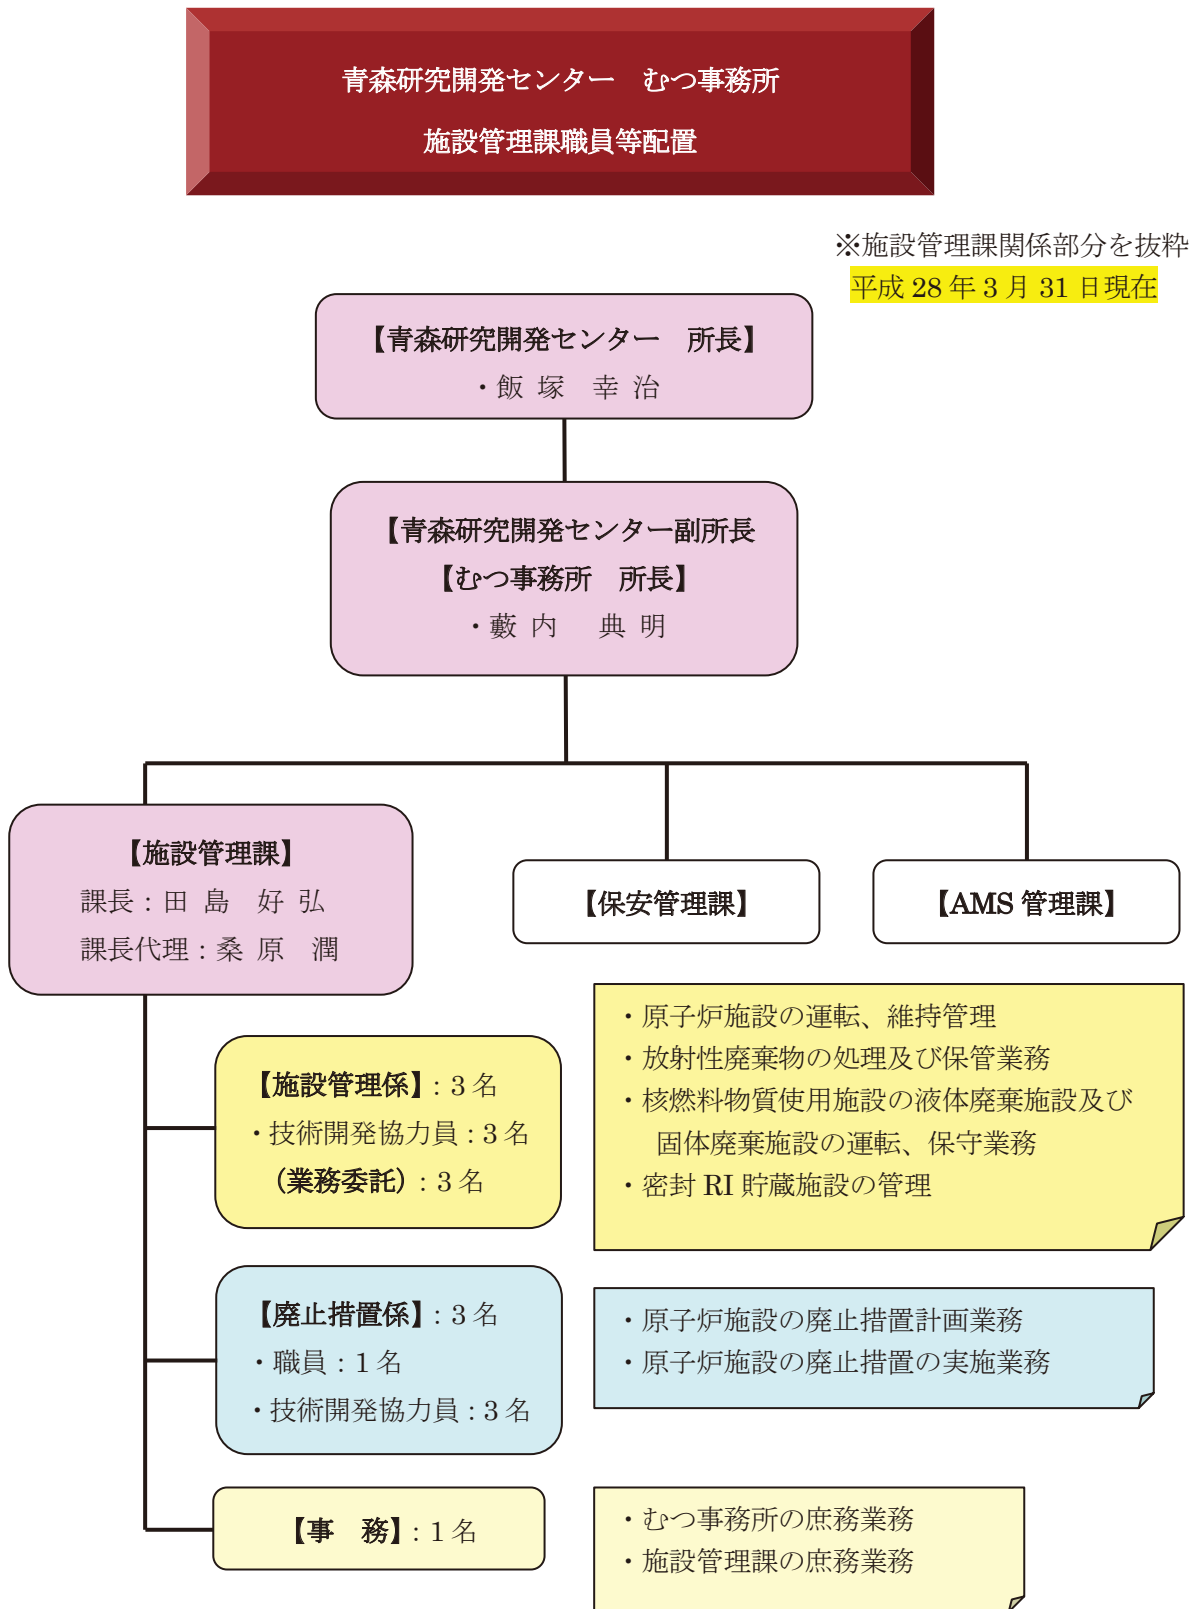 青森研究開発センター　むつ事務所
施設管理課職員等配置
※施設管理課関係部分を抜粋
平成 28 年 3 月 31 日現在
【青森研究開発センター　所長】
・飯 塚　幸 治
【青森研究開発センター副所長
【むつ事務所　所長】
・藪 内　典 明
【施設管理課】
課長：田 島　好 弘
課長代理：桑 原　潤
【保安管理課】
【AMS 管理課】
【施設管理係】：3 名
・技術開発協力員：3 名
（業務委託）：3 名
・原子炉施設の運転、維持管理
・放射性廃棄物の処理及び保管業務
・核燃料物質使用施設の液体廃棄施設及び
固体廃棄施設の運転、保守業務
・密封 RI 貯蔵施設の管理
【廃止措置係】：3 名
・職員：1 名
・技術開発協力員：3 名
・原子炉施設の廃止措置計画業務
・原子炉施設の廃止措置の実施業務
【事　務】：1 名
・むつ事務所の庶務業務
・施設管理課の庶務業務